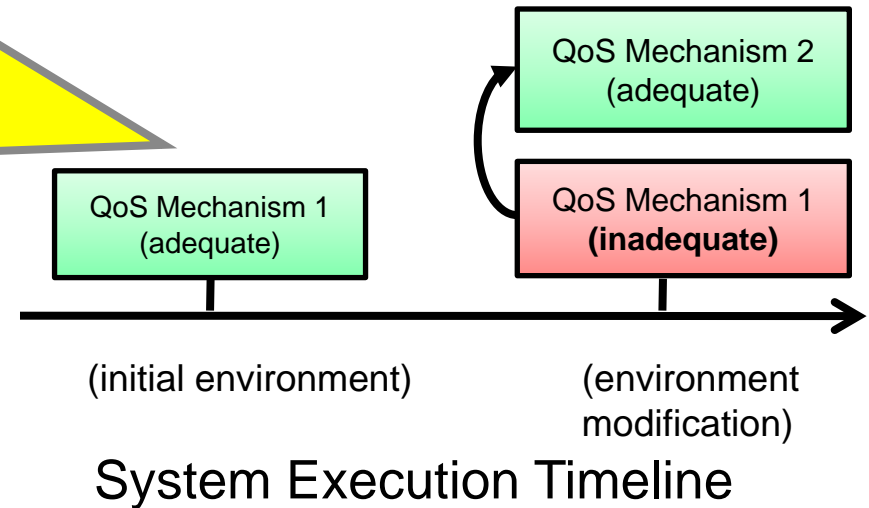 QoS Mechanism 2
(adequate)
QoS Mechanism 1
(adequate)
QoS Mechanism 1
(inadequate)
(initial environment)
(environment
modification)
System Execution Timeline